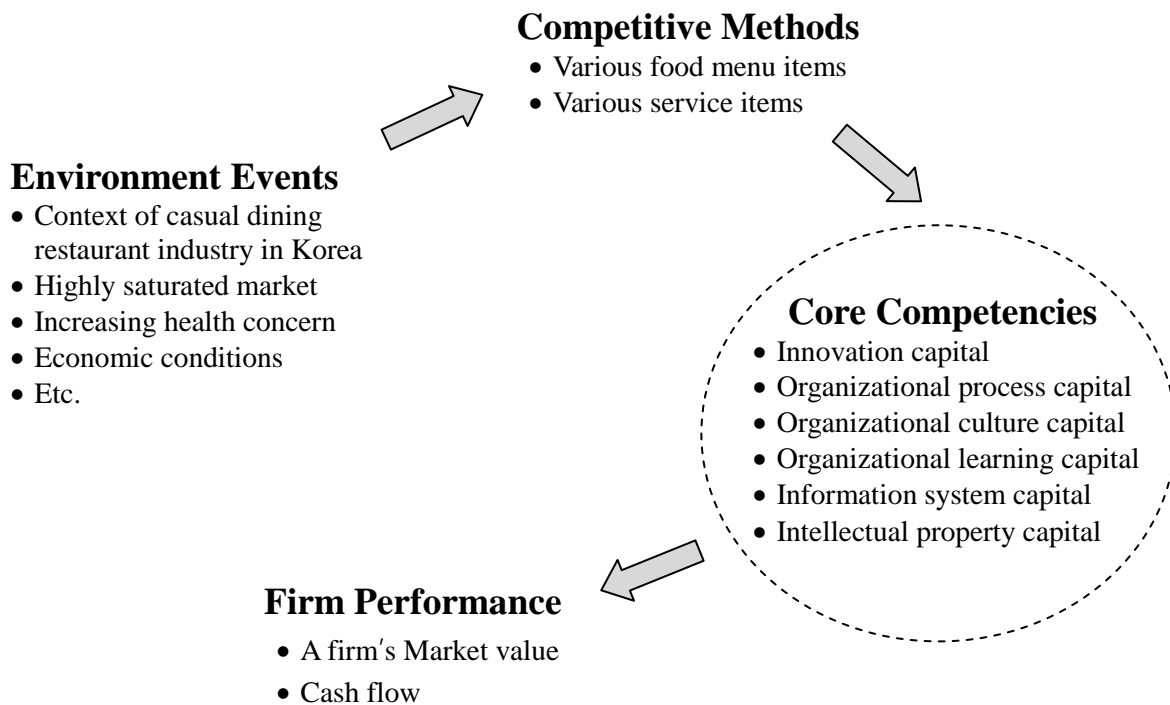 Competitive Methods
• Various food menu items
• Various service items
Environment Events
• Context of casual dining
restaurant industry in Korea
• Highly saturated market
• Increasing health concern
• Economic conditions
• Etc.
Core Competencies
• Innovation capital
• Organizational process capital
• Organizational culture capital
• Organizational learning capital
• Information system capital
• Intellectual property capital
Firm Performance
• A firm′s Market value
• Cash flow